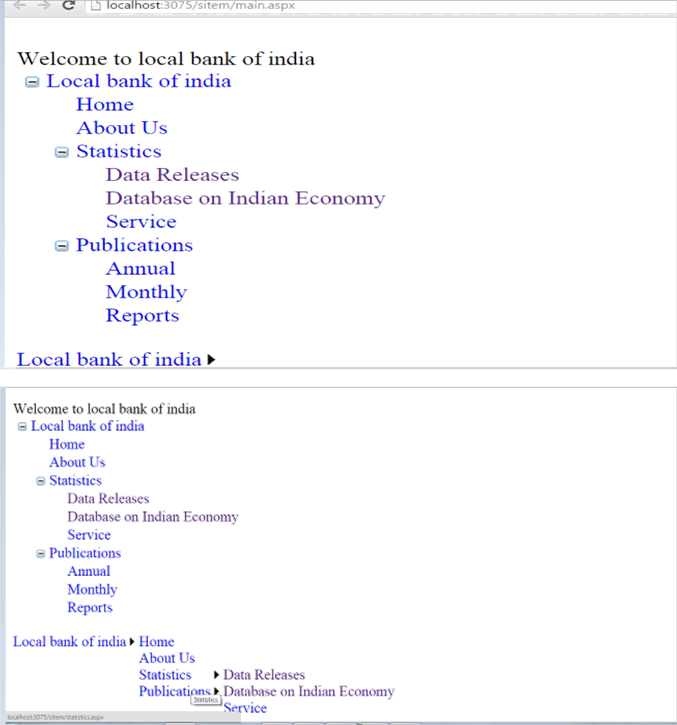 localhost:3075/sitem/main.aspx
Welcome to local bank of india
Local bank of india
Home
About Us
Statistics
Data Releases
Database on Indian Economy
Service
Publications
Annual
Monthly
Reports
Local bank of india
Welcome to local bank of india
Local bank of india
Home
About Us
Statistics
Data Releases
Database on Indian Economy
Service
Publications
Annual
Monthly
Reports
Local bank of india Home
About Us
Statistics Data Releases
Publications Database on Indian Economy
Statistics
Service
localhost:3075/sitem/statistics.aspx